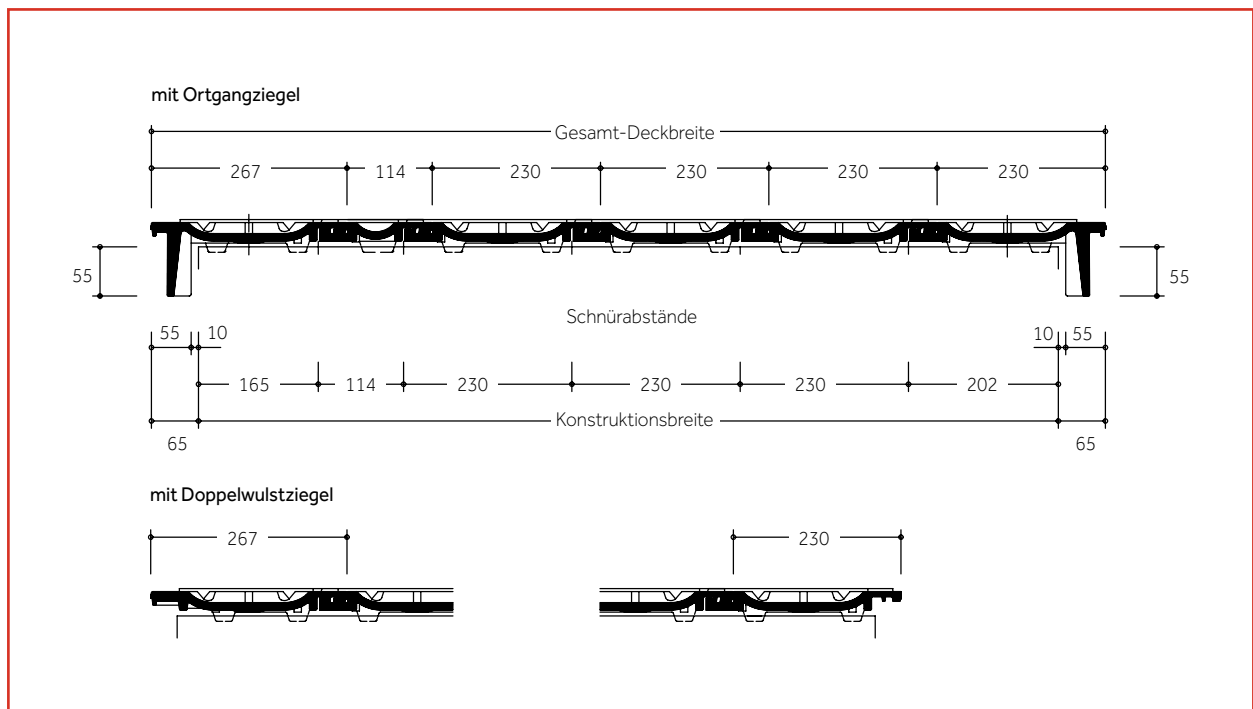 mit Ortgangziegel
Gesamt-Deckbreite
267 114 230 230 230 230
55 55
Schnürabstände
55 10 10 55
165 114 230 230 230 202
Konstruktionsbreite
65 65
mit Doppelwulstziegel
267 230